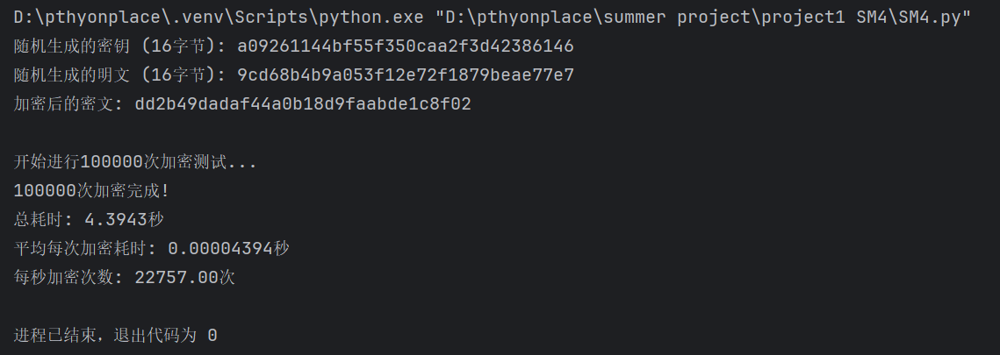 D:\pthyonplace\.venv\Scripts\python.exe "D:\pthyonplace\summer project\project1 SM4\SM4.py"
随机生成的密钥 (16字节): a09261144bf55f350caa2f3d42386146
随机生成的明文 (16字节): 9cd68b4b9a053f12e72f1879beae77e7
加密后的密文: dd2b49dadaf44a0b18d9faabde1c8f02
开始进行100000次加密测试...
100000次加密完成!
总耗时: 4.3943秒
平均每次加密耗时: 0.00004394秒
每秒加密次数: 22757.00次
进程已结束，退出代码为 0